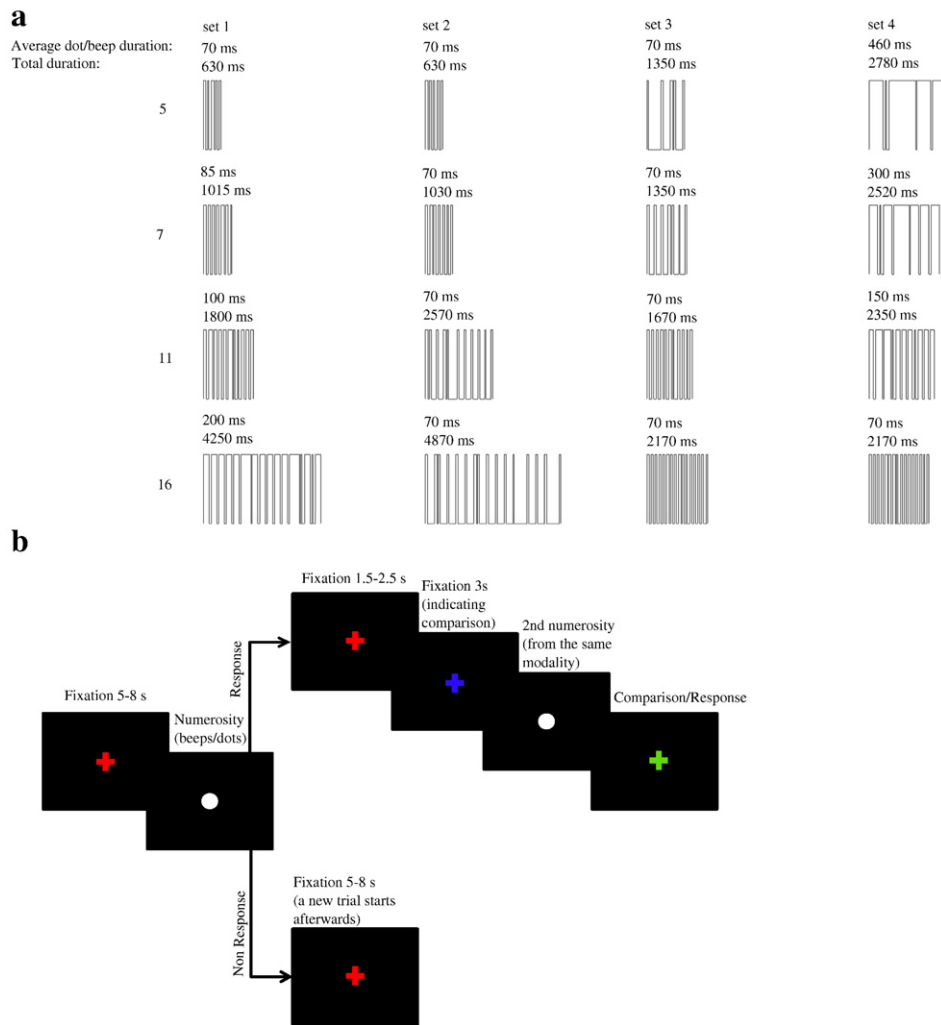 a
set 1 set 2 set 3 set 4
Average dot/beep duration: 70 ms 70 ms 70 ms 460 ms
Total duration: 630 ms 630 ms 1350 ms 2780 ms
5
85 ms 70 ms 70 ms 300 ms
1015 ms 1030 ms 1350 ms 2520 ms
7
100 ms 70 ms 70 ms 150 ms
1800 ms 2570 ms 1670 ms 2350 ms
11
200 ms 70 ms 70 ms 70 ms
4250 ms 4870 ms 2170 ms 2170 ms
16
b
Fixation 5-8 s
Numerosity
(beeps/dots)
Response
Fixation 1.5-2.5 s
Fixation 3s
(indicating
comparison)
2nd numerosity
(from the same
modality)
Comparison/Response
Non Response
Fixation 5-8 s
(a new trial starts
afterwards)